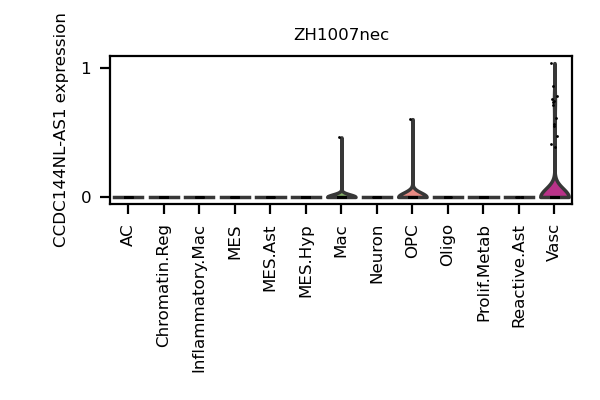 ZH1007nec
CCDC144NL-AS1 expression
1
0
AC
Chromatin.Reg
Inflammatory.Mac
MES
MES.Ast
MES.Hyp
Mac
Neuron
OPC
Oligo
Prolif.Metab
Reactive.Ast
Vasc